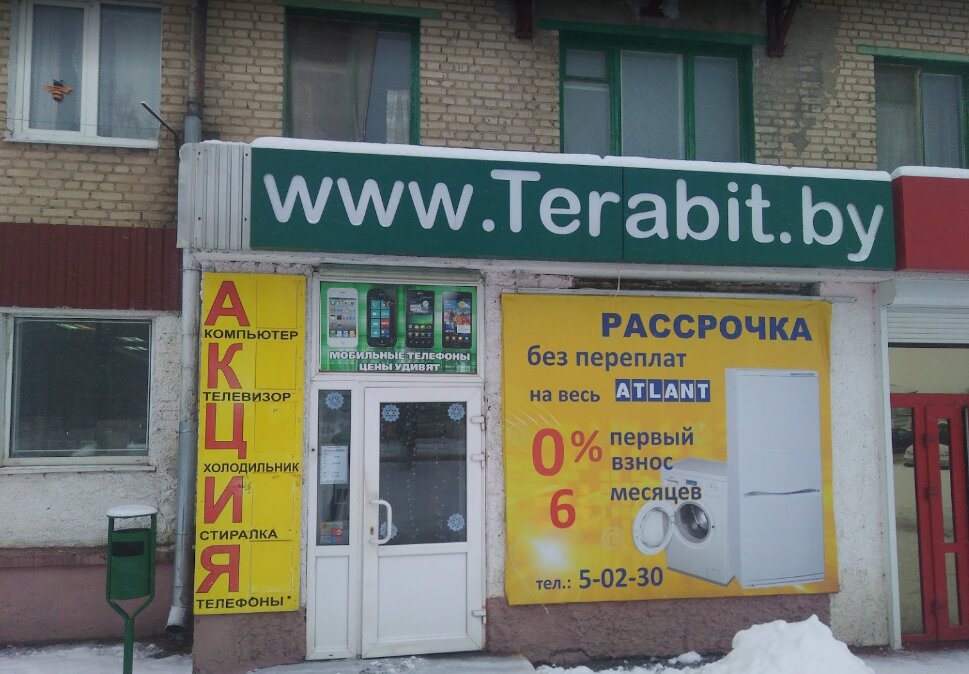 www.Terabit.by
А
КОМПЬЮТЕР
К
ТЕЛЕВИЗОР
Ц
ХОЛОДИЛЬНИК
И
СТИРАЛКА
Я
ТЕЛЕФОНЫ
МОБИЛЬНЫЕ ТЕЛЕФОНЫ
ЦЕНЫ УДИВЯТ
РАССРОЧКА
без переплат
на весь ATLANT
0% первый
взнос
6 месяцев
тел.: 5-02-30